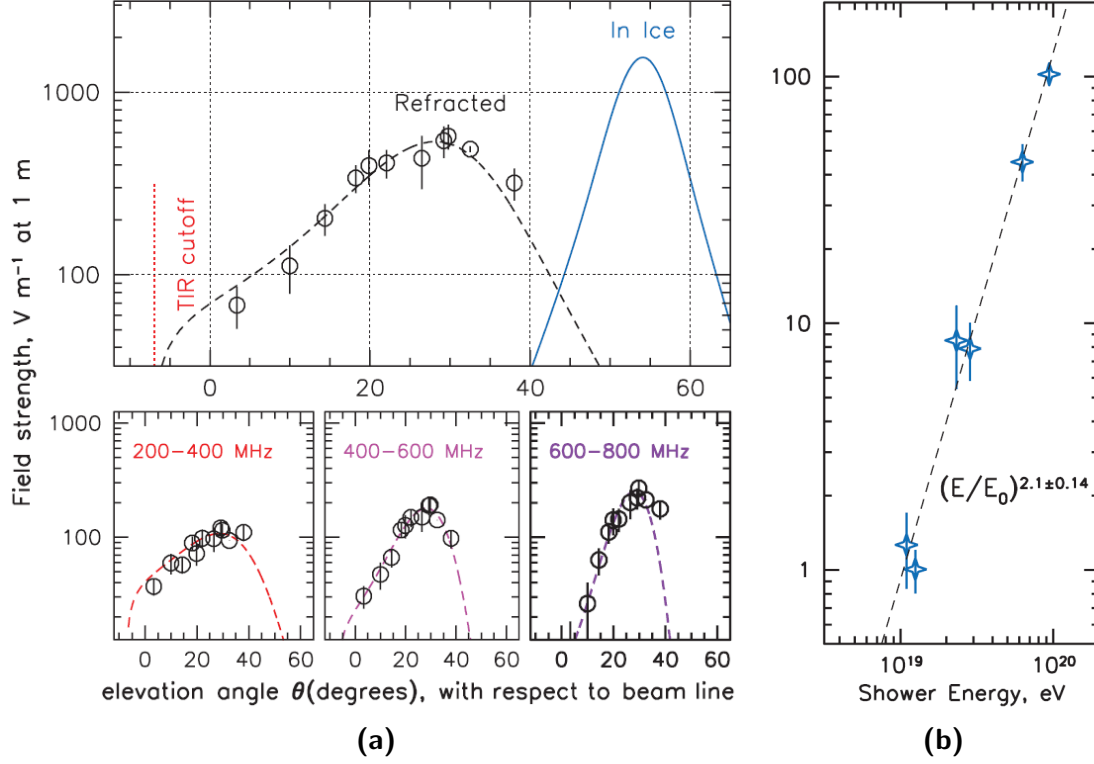 Field strength, V m⁻¹ at 1 m
1000
100
In Ice
Refracted
TIR cutoff
0 20 40 60
1000
100
200–400 MHz
400–600 MHz
600–800 MHz
0 20 40 60
0 20 40 60
0 20 40 60
elevation angle θ(degrees), with respect to beam line
(a)
100
10
1
(E/E₀)²·¹±⁰·¹⁴
10¹⁹ 10²⁰
Shower Energy, eV
(b)